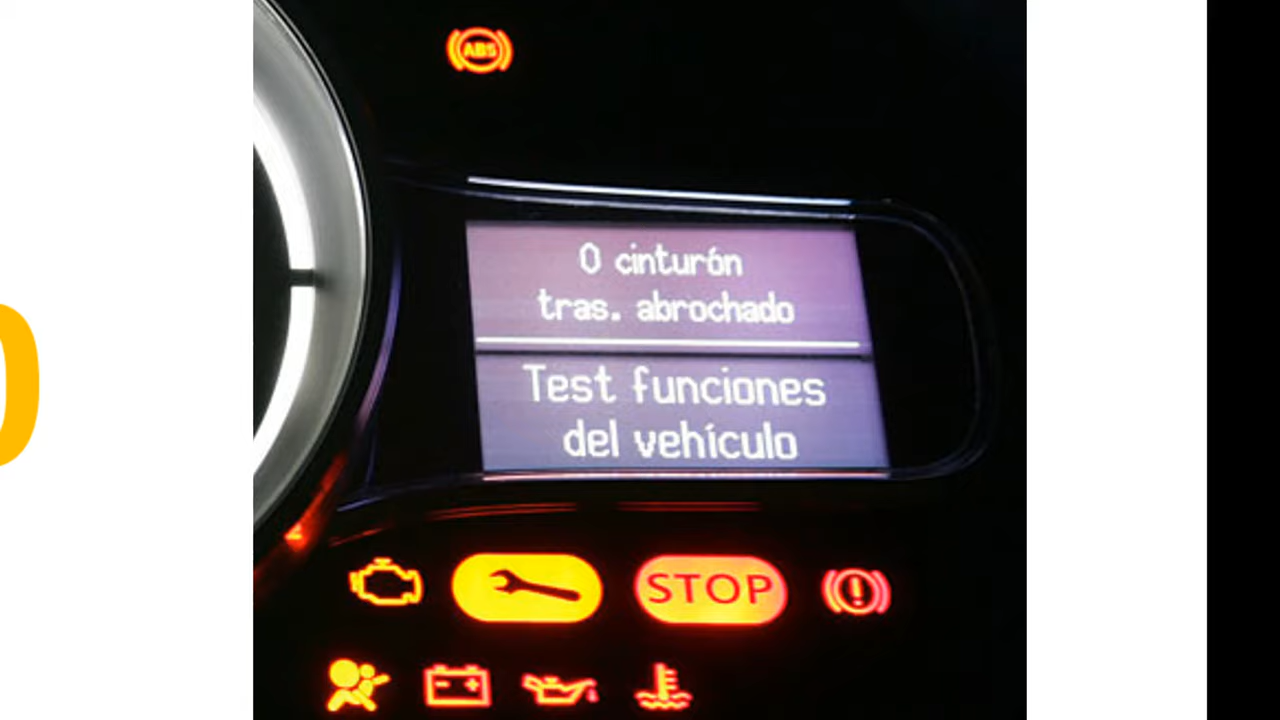 ABS
0 cinturón
tras. abrochado
Test funciones
del vehículo
STOP